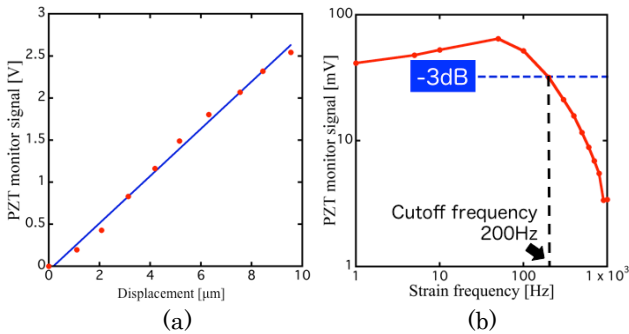 PZT monitor signal [V]
3
2.5
2
1.5
1
0.5
0
0 2 4 6 8 10
Displacement [μm]
(a)
PZT monitor signal [mV]
100
10
1
-3dB
Cutoff frequency
200Hz
1 10 100 1 x 10³
Strain frequency [Hz]
(b)